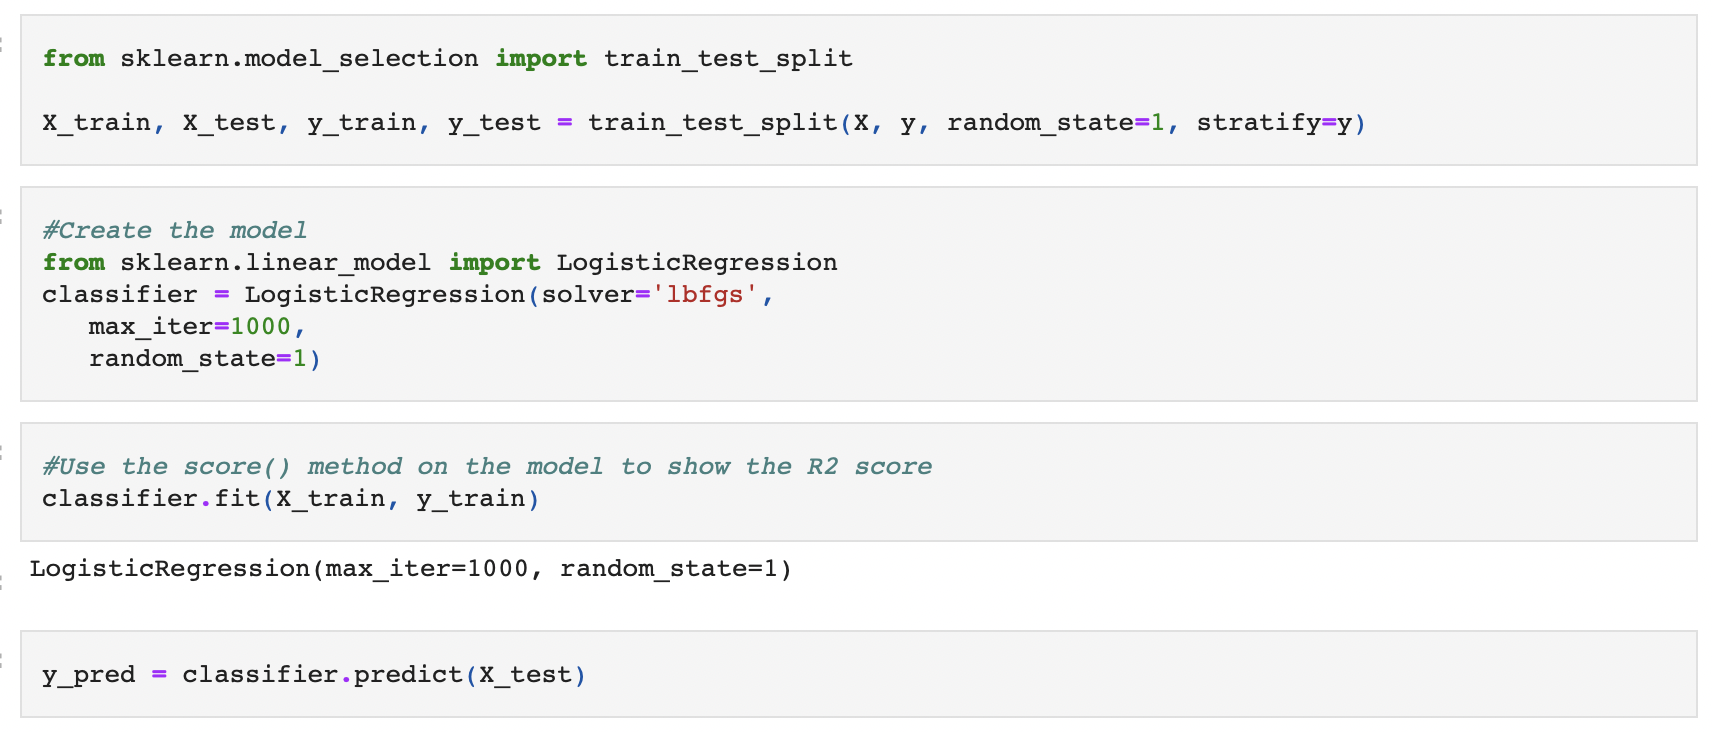 from sklearn.model_selection import train_test_split
X_train, X_test, y_train, y_test = train_test_split(X, y, random_state=1, stratify=y)
#Create the model
from sklearn.linear_model import LogisticRegression
classifier = LogisticRegression(solver='lbfgs',
   max_iter=1000,
   random_state=1)
#Use the score() method on the model to show the R2 score
classifier.fit(X_train, y_train)
LogisticRegression(max_iter=1000, random_state=1)
y_pred = classifier.predict(X_test)